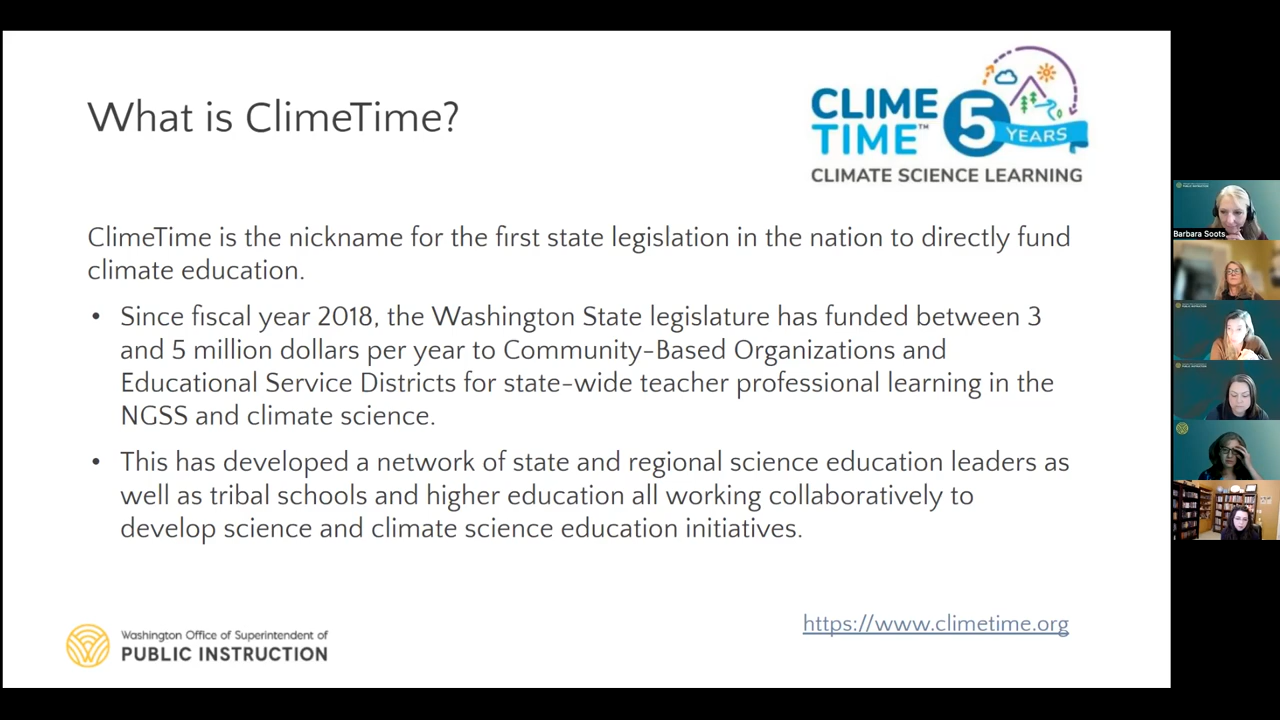 What is ClimeTime?
CLIME
TIME™
5
YEARS
CLIMATE SCIENCE LEARNING
ClimeTime is the nickname for the first state legislation in the nation to directly fund
climate education.
• Since fiscal year 2018, the Washington State legislature has funded between 3
and 5 million dollars per year to Community-Based Organizations and
Educational Service Districts for state-wide teacher professional learning in the
NGSS and climate science.
• This has developed a network of state and regional science education leaders as
well as tribal schools and higher education all working collaboratively to
develop science and climate science education initiatives.
https://www.climetime.org
Washington Office of Superintendent of
PUBLIC INSTRUCTION
Barbara Soots